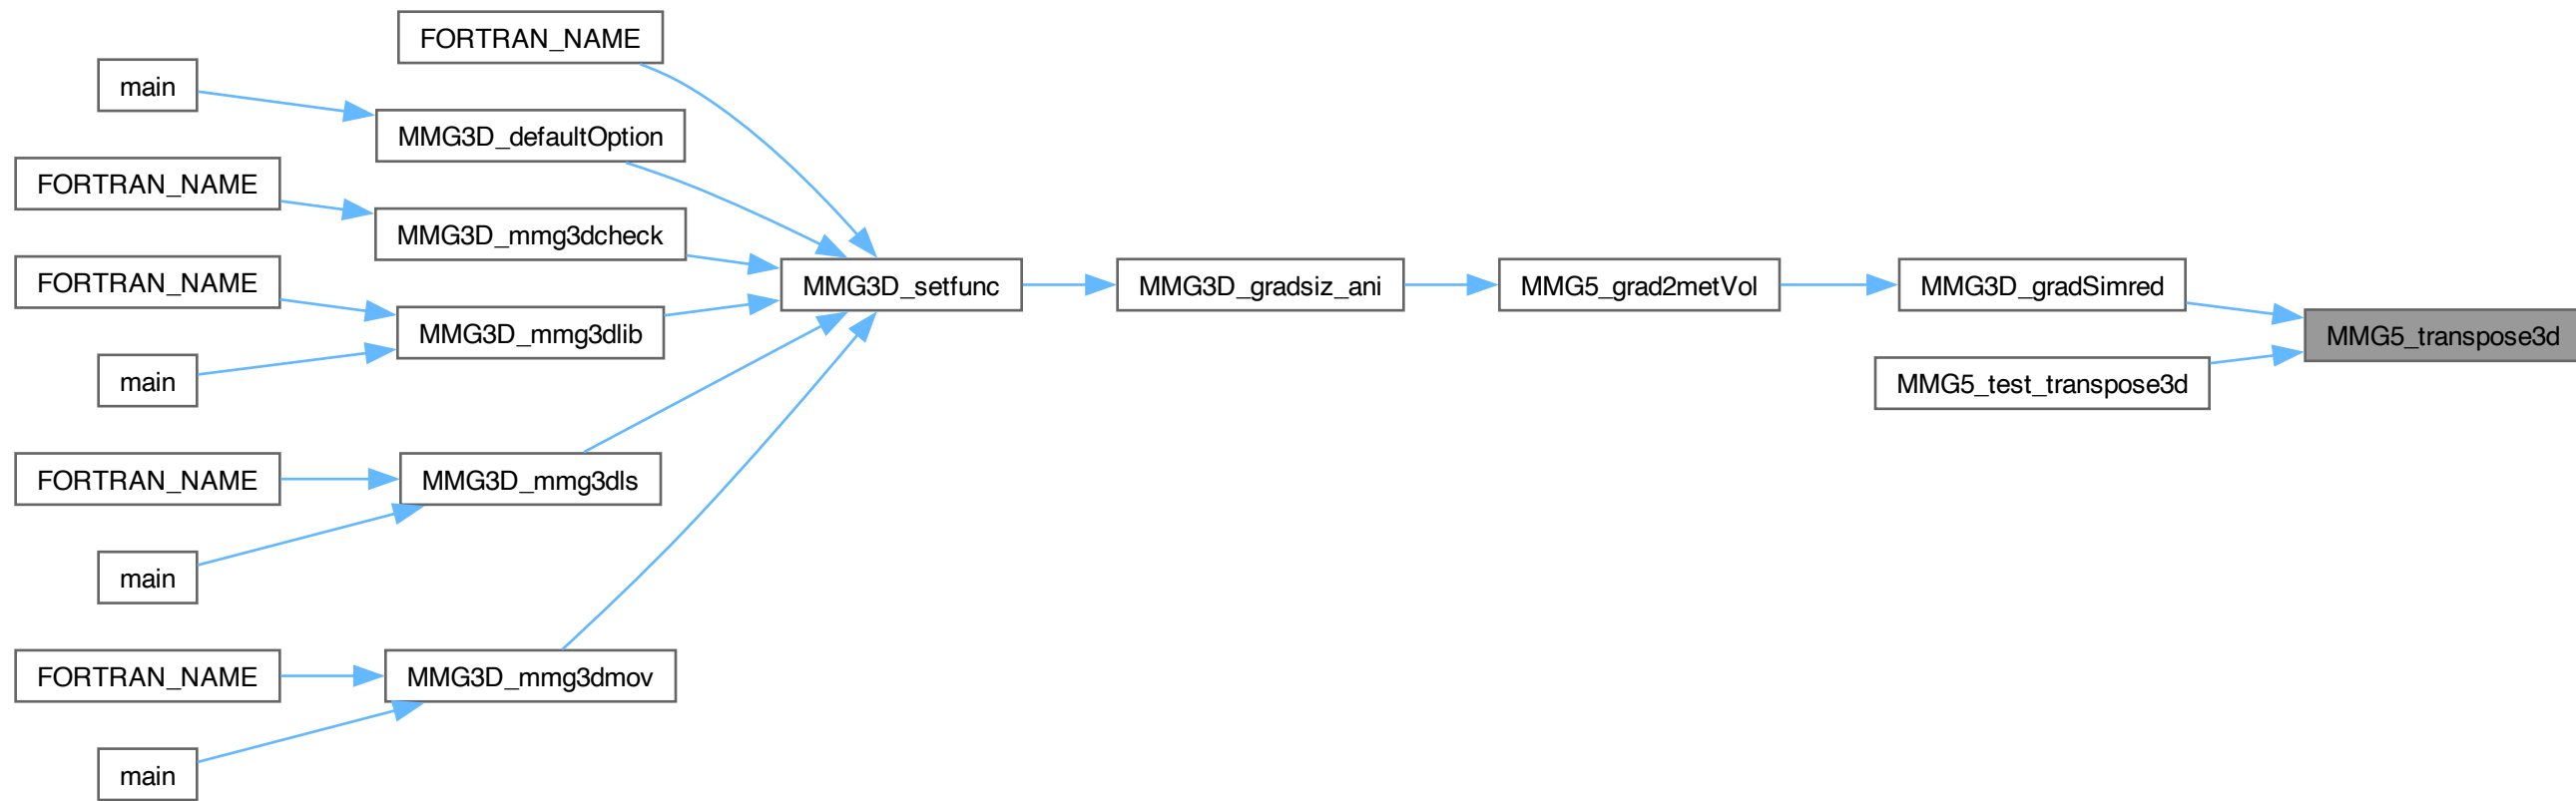 FORTRAN_NAME
main
MMG3D_defaultOption
FORTRAN_NAME
MMG3D_mmg3dcheck
FORTRAN_NAME
MMG3D_setfunc
MMG3D_gradsiz_ani
MMG5_grad2metVol
MMG3D_gradSimred
MMG3D_mmg3dlib
MMG5_transpose3d
main
MMG5_test_transpose3d
FORTRAN_NAME
MMG3D_mmg3dls
main
FORTRAN_NAME
MMG3D_mmg3dmov
main